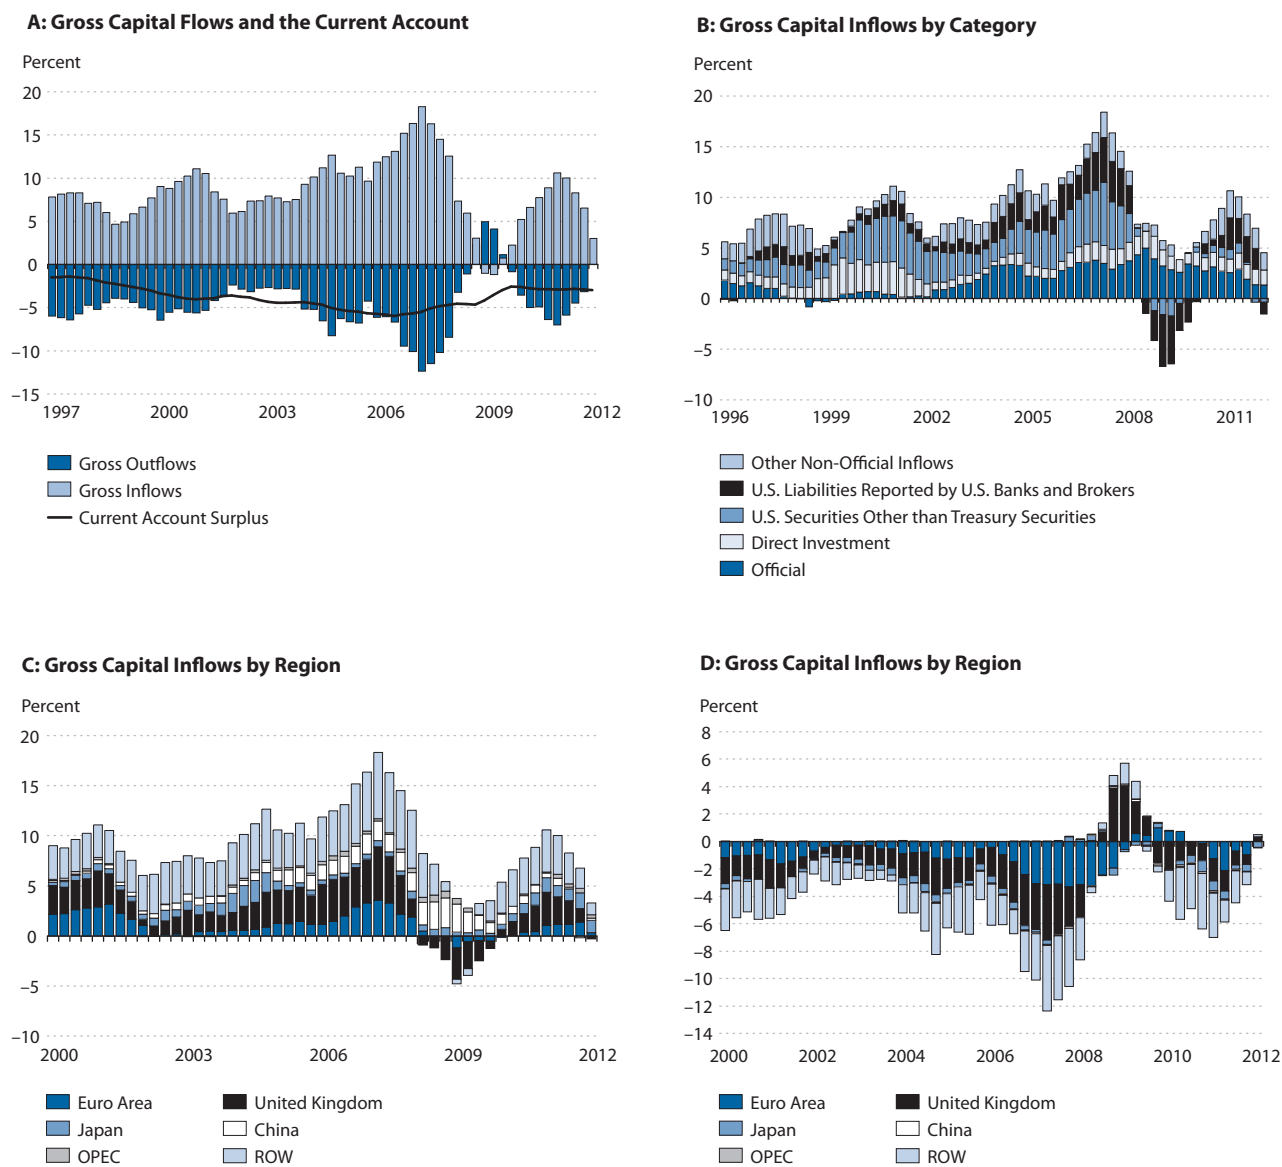 A: Gross Capital Flows and the Current Account
Percent
20
15
10
5
0
−5
−10
−15
1997 2000 2003 2006 2009 2012
Gross Outflows
Gross Inflows
Current Account Surplus
B: Gross Capital Inflows by Category
Percent
20
15
10
5
0
−5
−10
1996 1999 2002 2005 2008 2011
Other Non-Official Inflows
U.S. Liabilities Reported by U.S. Banks and Brokers
U.S. Securities Other than Treasury Securities
Direct Investment
Official
C: Gross Capital Inflows by Region
Percent
20
15
10
5
0
−5
−10
2000 2003 2006 2009 2012
Euro Area United Kingdom
Japan China
OPEC ROW
D: Gross Capital Inflows by Region
Percent
8
6
4
2
0
−2
−4
−6
−8
−10
−12
−14
2000 2002 2004 2006 2008 2010 2012
Euro Area United Kingdom
Japan China
OPEC ROW